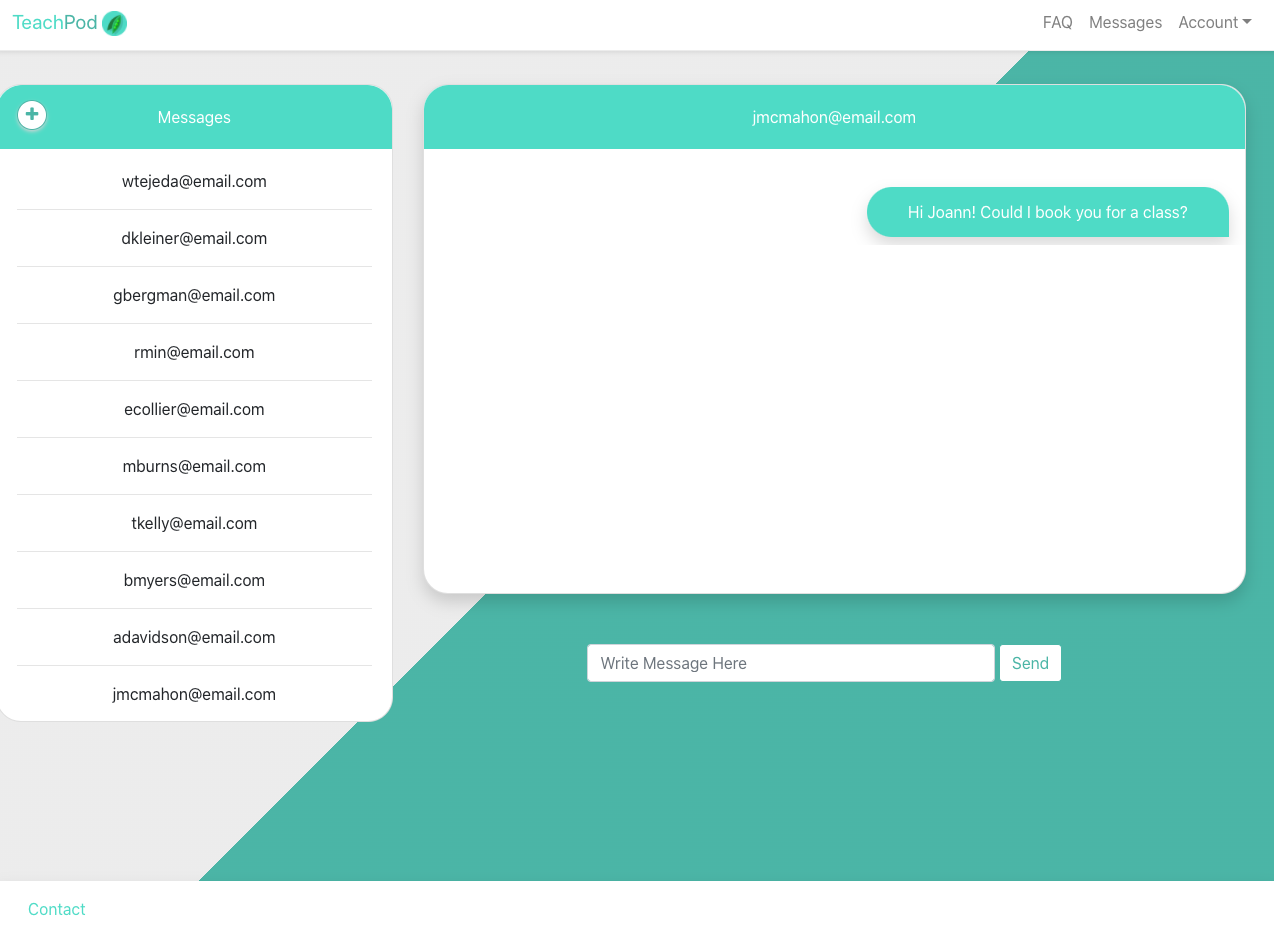 TeachPod
FAQ Messages Account
Messages
wtejeda@email.com
dkleiner@email.com
gbergman@email.com
rmin@email.com
ecollier@email.com
mburns@email.com
tkelly@email.com
bmyers@email.com
adavidson@email.com
jmcmahon@email.com
jmcmahon@email.com
Hi Joann! Could I book you for a class?
Write Message Here
Send
Contact